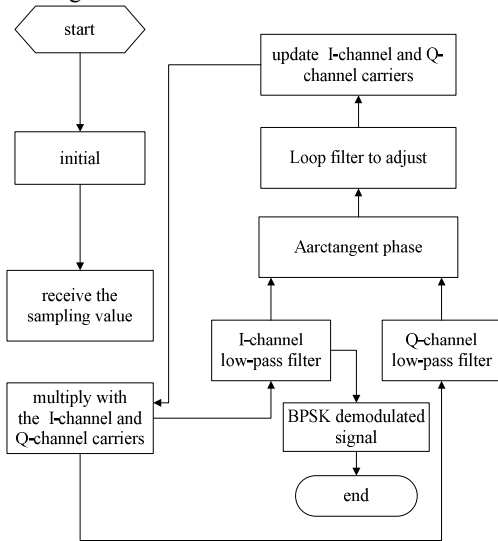 start
initial
receive the
sampling value
multiply with
the I-channel and
Q-channel carriers
update I-channel and Q-
channel carriers
Loop filter to adjust
Aarctangent phase
I-channel
low-pass filter
Q-channel
low-pass filter
BPSK demodulated
signal
end